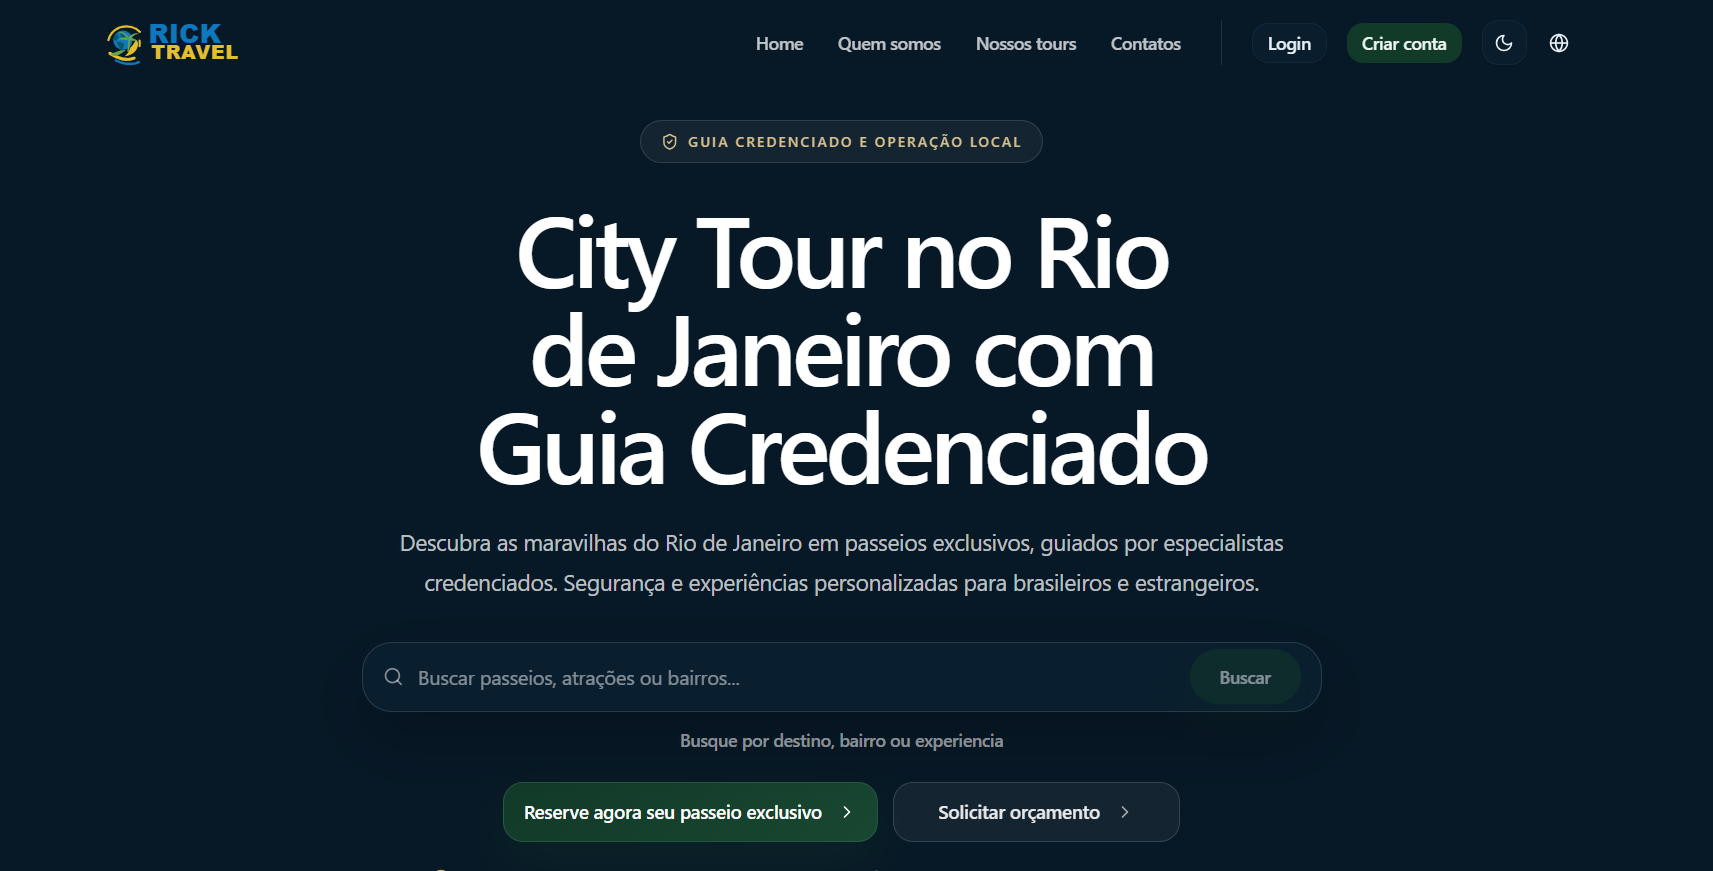 RICK
TRAVEL
Home
Quem somos
Nossos tours
Contatos
Login
Criar conta
GUIA CREDENCIADO E OPERAÇÃO LOCAL
City Tour no Rio
de Janeiro com
Guia Credenciado
Descubra as maravilhas do Rio de Janeiro em passeios exclusivos, guiados por especialistas
credenciados. Segurança e experiências personalizadas para brasileiros e estrangeiros.
Buscar passeios, atrações ou bairros...
Buscar
Busque por destino, bairro ou experiencia
Reserve agora seu passeio exclusivo
Solicitar orçamento